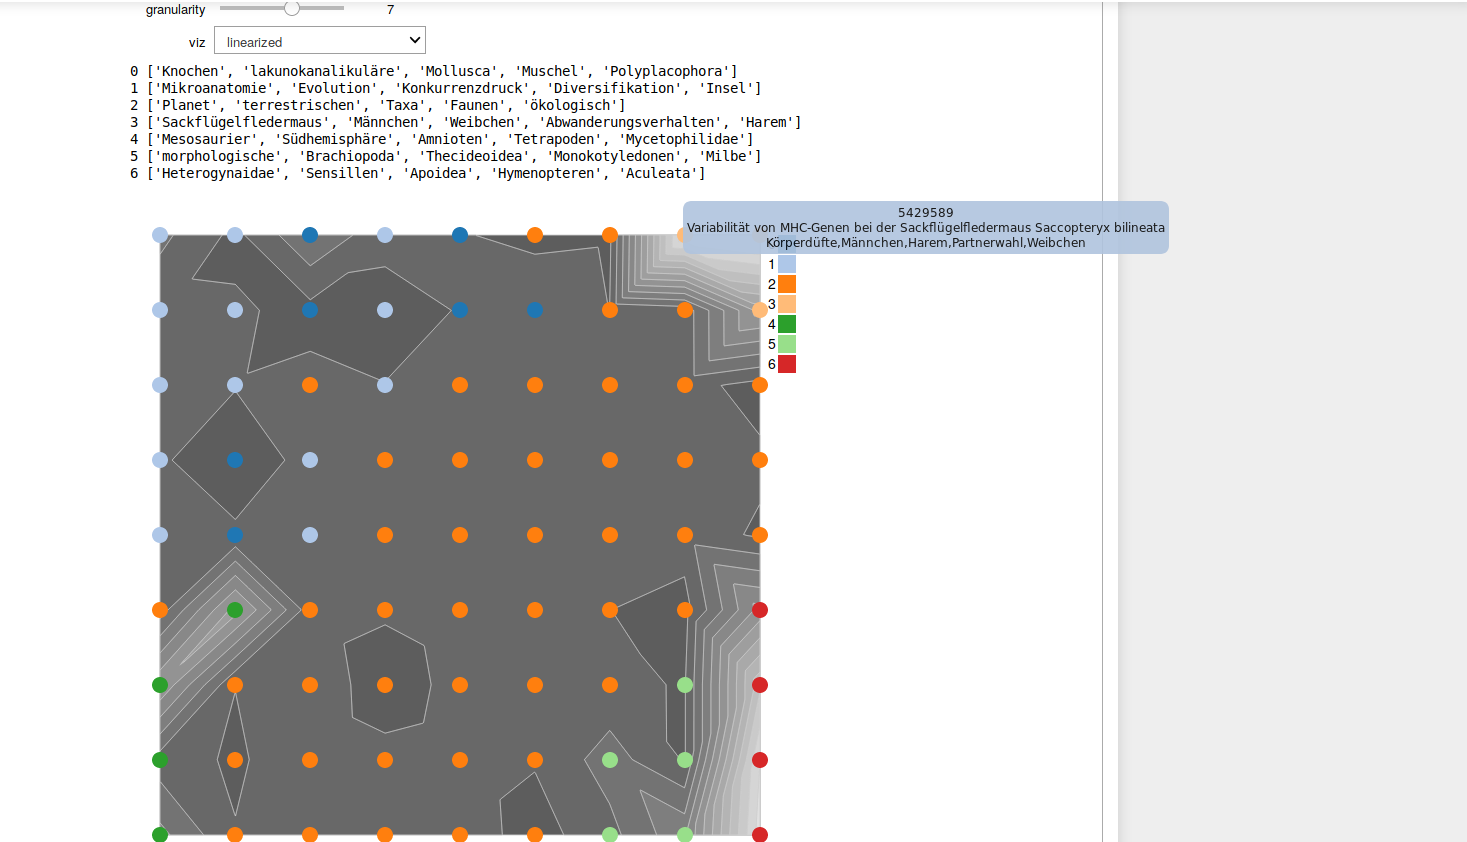 granularity 7
viz linearized
0 ['Knochen', 'lakunokanalikuläre', 'Mollusca', 'Muschel', 'Polyplacophora']
1 ['Mikroanatomie', 'Evolution', 'Konkurrenzdruck', 'Diversifikation', 'Insel']
2 ['Planet', 'terrestrischen', 'Taxa', 'Faunen', 'ökologisch']
3 ['Sackflügelfledermaus', 'Männchen', 'Weibchen', 'Abwanderungsverhalten', 'Harem']
4 ['Mesosaurier', 'Südhemisphäre', 'Amnioten', 'Tetrapoden', 'Mycetophilidae']
5 ['morphologische', 'Brachiopoda', 'Thecideoidea', 'Monokotyledonen', 'Milbe']
6 ['Heterogynaidae', 'Sensillen', 'Apoidea', 'Hymenopteren', 'Aculeata']
5429589
Variabilität von MHC-Genen bei der Sackflügelfledermaus Saccopteryx bilineata
Körperdüfte,Männchen,Harem,Partnerwahl,Weibchen
1
2
3
4
5
6